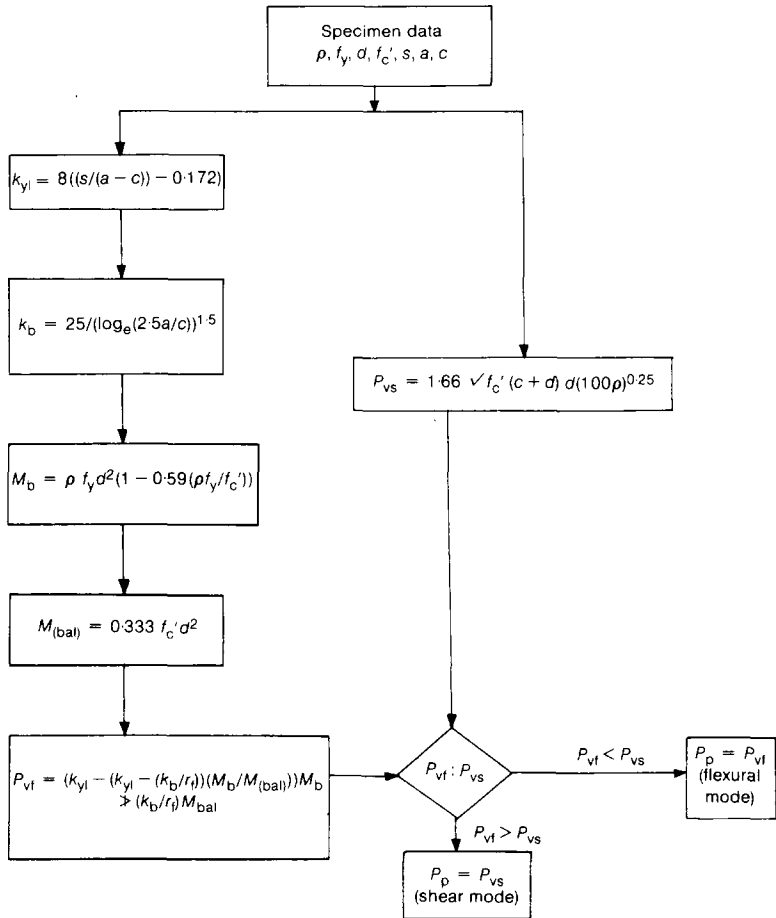 Specimen data
ρ, f_y, d, f_c', s, a, c
k_yl = 8((s/(a − c)) − 0·172)
k_b = 25/(log_e(2·5a/c))^1·5
P_vs = 1·66 √f_c' (c + d) d(100ρ)^0·25
M_b = ρ f_y d²(1 − 0·59(ρf_y/f_c'))
M_(bal) = 0·333 f_c'd²
P_vf = (k_yl − (k_yl − (k_b/r_f))(M_b/M_(bal)))M_b
≯ (k_b/r_f)M_bal
P_vf : P_vs
P_vf < P_vs
P_p = P_vf
(flexural
mode)
P_vf > P_vs
P_p = P_vs
(shear mode)